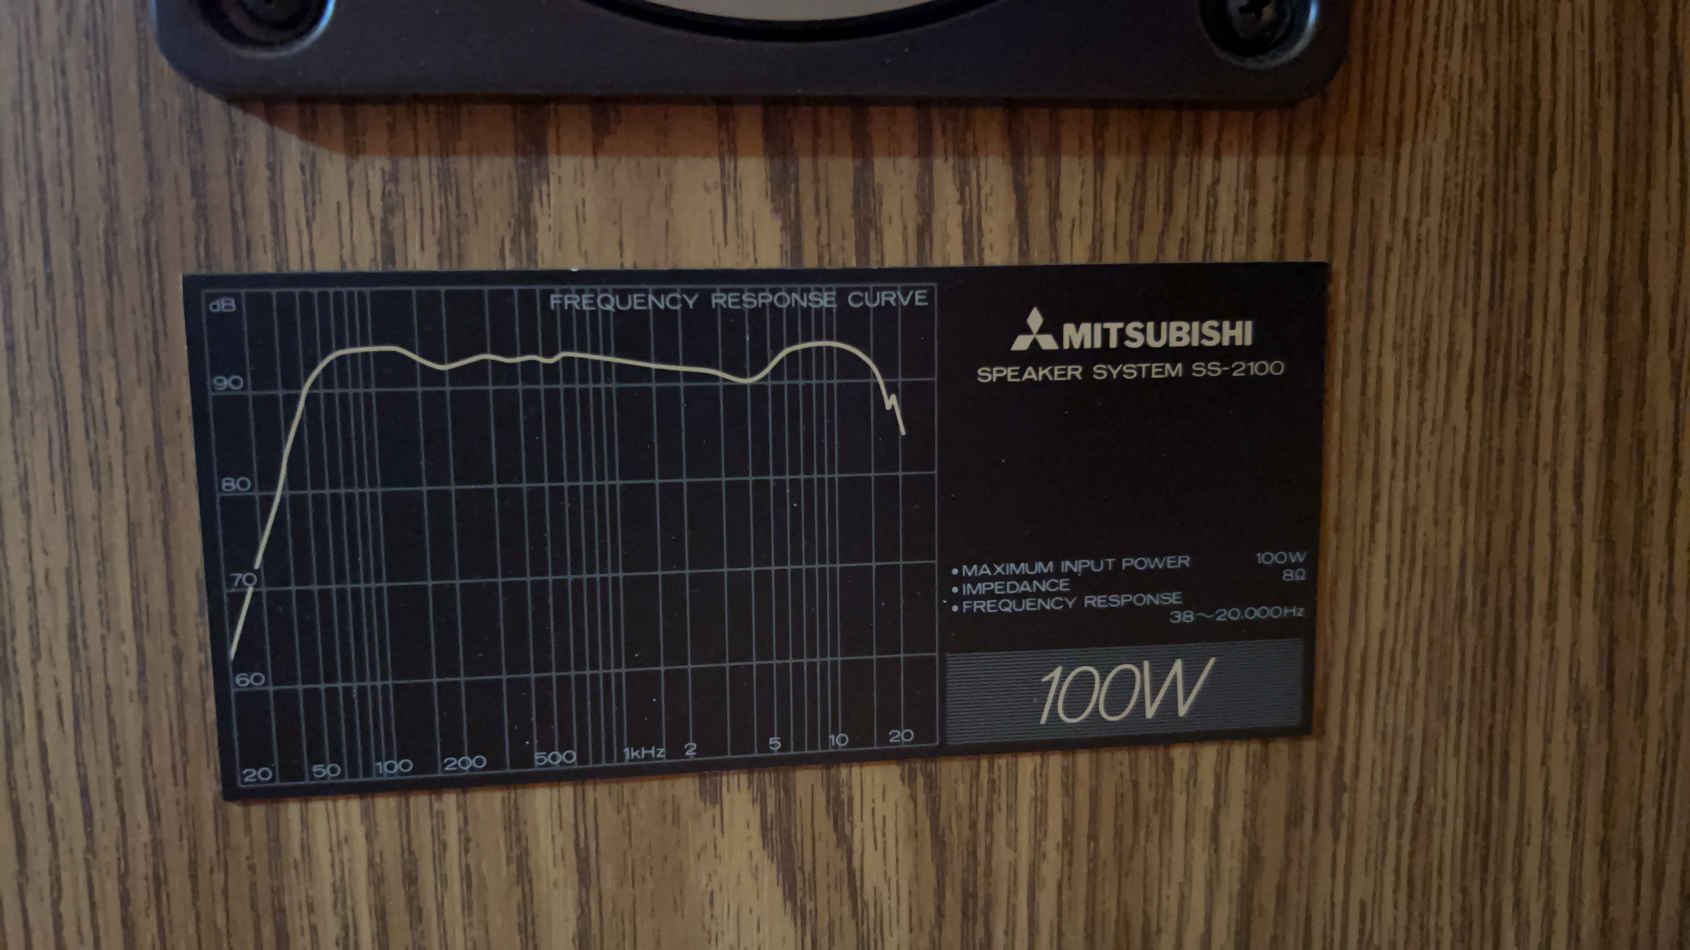 dB
FREQUENCY RESPONSE CURVE
90
80
70
60
20 50 100 200 500 1kHz 2 5 10 20
MITSUBISHI
SPEAKER SYSTEM SS-2100
•MAXIMUM INPUT POWER 100W
•IMPEDANCE 8Ω
•FREQUENCY RESPONSE
38~20.000Hz
100W